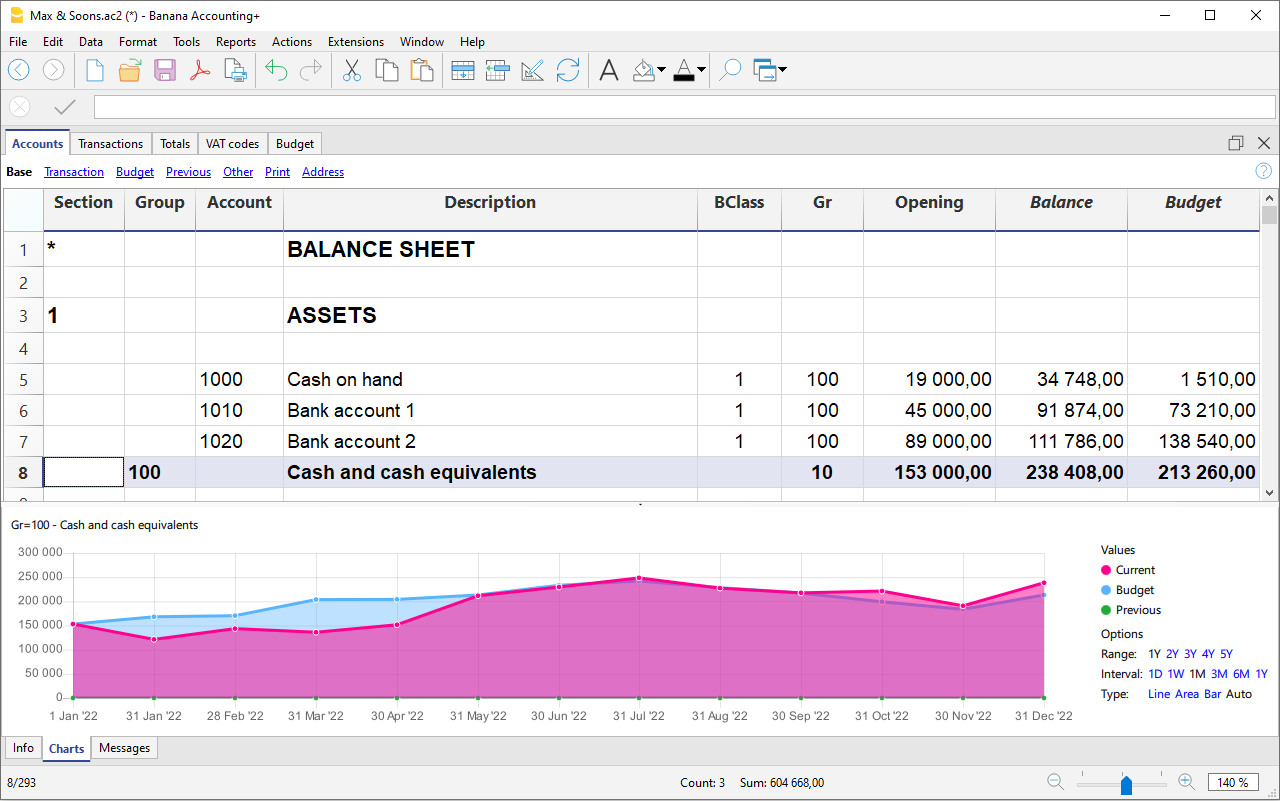 Max & Soons.ac2 (*) - Banana Accounting+
File Edit Data Format Tools Reports Actions Extensions Window Help
Accounts Transactions Totals VAT codes Budget
Base Transaction Budget Previous Other Print Address
Section Group Account Description BClass Gr Opening Balance Budget
1 * BALANCE SHEET
2
3 1 ASSETS
4
5 1000 Cash on hand 1 100 19 000,00 34 748,00 1 510,00
6 1010 Bank account 1 1 100 45 000,00 91 874,00 73 210,00
7 1020 Bank account 2 1 100 89 000,00 111 786,00 138 540,00
8 100 Cash and cash equivalents 10 153 000,00 238 408,00 213 260,00
Gr=100 - Cash and cash equivalents
300 000
250 000
200 000
150 000
100 000
50 000
0
1 Jan '22 31 Jan '22 28 Feb '22 31 Mar '22 30 Apr '22 31 May '22 30 Jun '22 31 Jul '22 31 Aug '22 30 Sep '22 31 Oct '22 30 Nov '22 31 Dec '22
Values
Current
Budget
Previous
Options
Range: 1Y 2Y 3Y 4Y 5Y
Interval: 1D 1W 1M 3M 6M 1Y
Type: Line Area Bar Auto
Info Charts Messages
8/293 Count: 3 Sum: 604 668,00 140 %